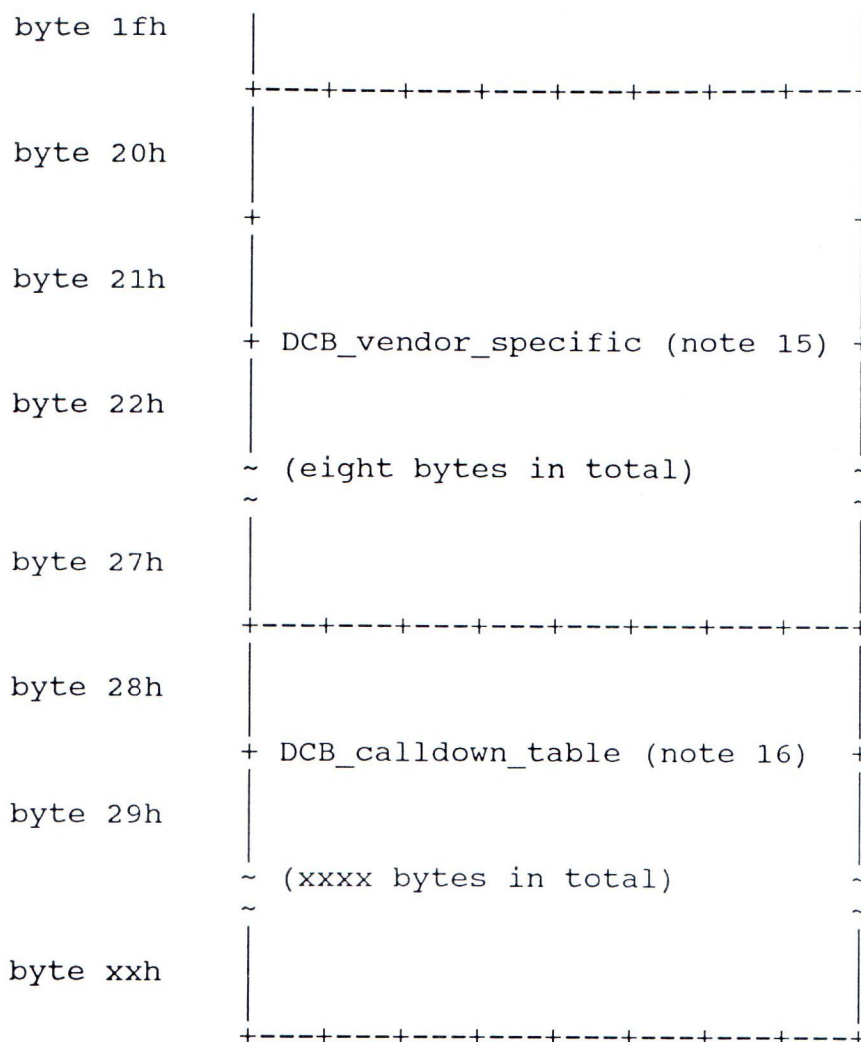 byte 1fh |
+---+---+---+---+---+---+---+---+
byte 20h |
+ +
byte 21h |
+ DCB_vendor_specific (note 15) +
byte 22h |
~ (eight bytes in total) ~
~ ~
byte 27h |
+---+---+---+---+---+---+---+---+
byte 28h |
+ DCB_calldown_table (note 16) +
byte 29h |
~ (xxxx bytes in total) ~
~ ~
byte xxh |
+---+---+---+---+---+---+---+---+